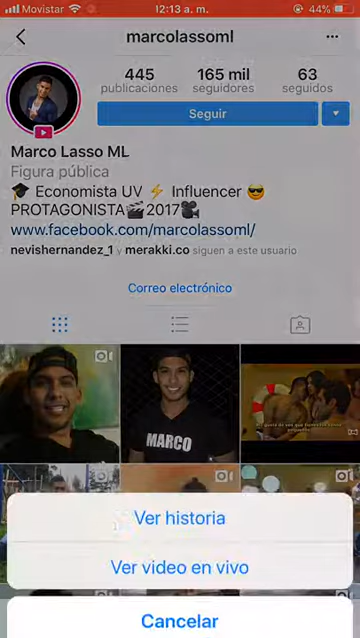 Movistar 12:13 a. m. 44%
marcolassoml
445 165 mil 63
publicaciones seguidores seguidos
Seguir
Marco Lasso ML
Figura pública
🎓 Economista UV ⚡ Influencer 😎
PROTAGONISTA🎬2017🎥
www.facebook.com/marcolassoml/
nevishernandez_1 y merakki.co siguen a este usuario
Correo electrónico
MARCO
Ver historia
Ver video en vivo
Cancelar